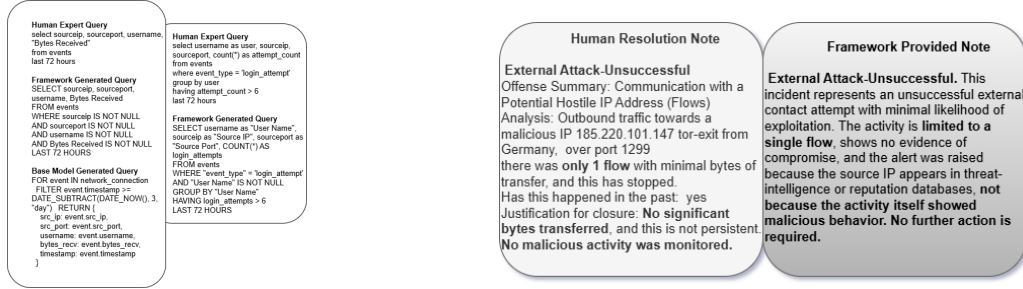 Human Expert Query
select sourceip, sourceport, username,
"Bytes Received"
from events
last 72 hours
Framework Generated Query
SELECT sourceip, sourceport,
username, Bytes Received
FROM events
WHERE sourceip IS NOT NULL
AND sourceport IS NOT NULL
AND username IS NOT NULL
AND Bytes Received IS NOT NULL
LAST 72 HOURS
Base Model Generated Query
FOR event IN network_connection
FILTER event.timestamp >=
DATE_SUBTRACT(DATE_NOW(), 3,
"day") RETURN {
src_ip: event.src_ip,
src_port: event.src_port,
username: event.username,
bytes_recv: event.bytes_recv,
timestamp: event.timestamp
}
Human Expert Query
select username as user, sourceip,
sourceport, count(*) as attempt_count
from events
where event_type = 'login_attempt'
group by user
having attempt_count > 6
last 72 hours
Framework Generated Query
SELECT username as "User Name",
sourceip as "Source IP", sourceport as
"Source Port", COUNT(*) AS
login_attempts
FROM events
WHERE "event_type" = 'login_attempt'
AND "User Name" IS NOT NULL
GROUP BY "User Name"
HAVING login_attempts > 6
LAST 72 HOURS
Human Resolution Note
External Attack-Unsuccessful
Offense Summary: Communication with a
Potential Hostile IP Address (Flows)
Analysis: Outbound traffic towards a
malicious IP 185.220.101.147 tor-exit from
Germany, over port 1299
there was only 1 flow with minimal bytes of
transfer, and this has stopped.
Has this happened in the past: yes
Justification for closure: No significant
bytes transferred, and this is not persistent.
No malicious activity was monitored.
Framework Provided Note
External Attack-Unsuccessful. This
incident represents an unsuccessful external
contact attempt with minimal likelihood of
exploitation. The activity is limited to a
single flow, shows no evidence of
compromise, and the alert was raised
because the source IP appears in threat-
intelligence or reputation databases, not
because the activity itself showed
malicious behavior. No further action is
required.